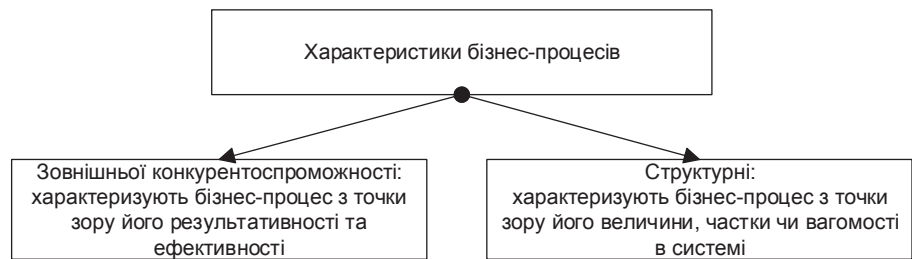 Характеристики бізнес-процесів
Зовнішньої конкурентоспроможності:
характеризують бізнес-процес з точки
зору його результативності та
ефективності
Структурні:
характеризують бізнес-процес з точки
зору його величини, частки чи вагомості
в системі